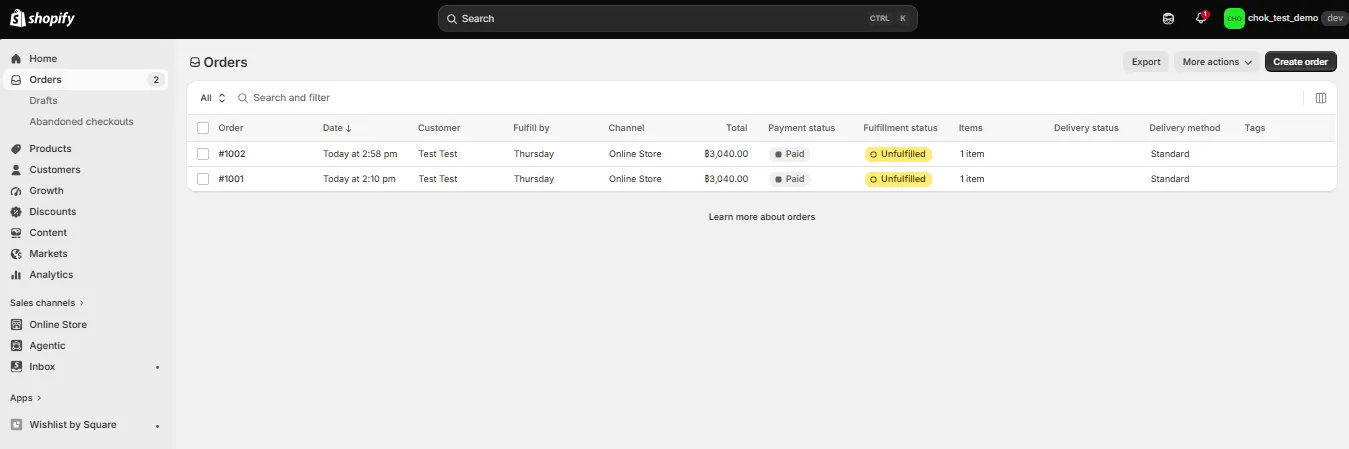 shopify
Search CTRL K
1
CHO chok_test_demo dev
Home
Orders 2
Drafts
Abandoned checkouts
Products
Customers
Growth
Discounts
Content
Markets
Analytics
Sales channels
Online Store
Agentic
Inbox
Apps
Wishlist by Square
Orders
Export More actions Create order
All Search and filter
Order Date ↓ Customer Fulfill by Channel Total Payment status Fulfillment status Items Delivery status Delivery method Tags
#1002 Today at 2:58 pm Test Test Thursday Online Store ฿3,040.00 Paid Unfulfilled 1 item Standard
#1001 Today at 2:10 pm Test Test Thursday Online Store ฿3,040.00 Paid Unfulfilled 1 item Standard
Learn more about orders